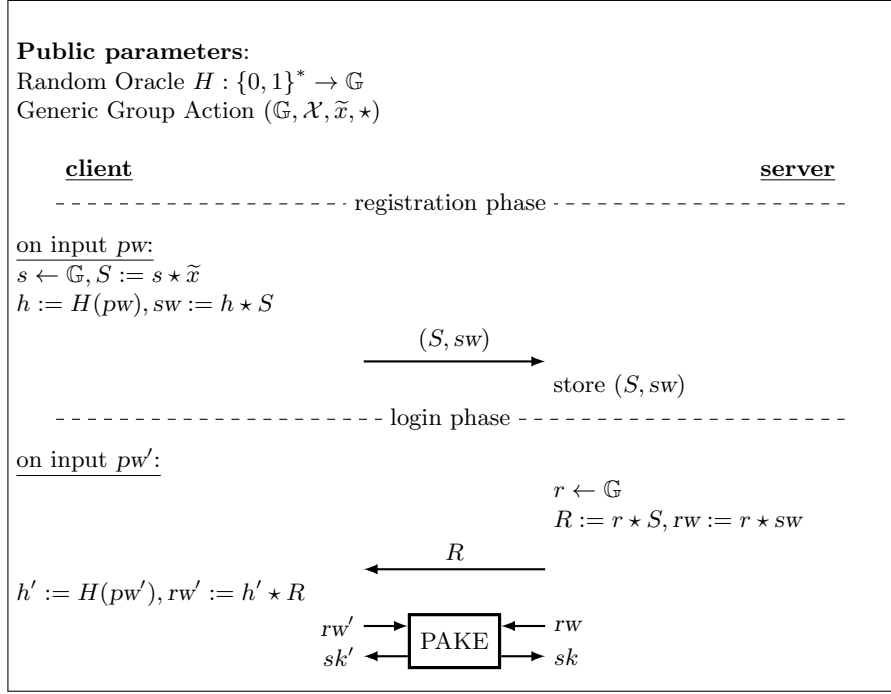 Public parameters:
Random Oracle H : {0, 1}* → 𝔾
Generic Group Action (𝔾, 𝒳, x̃, ⋆)
client server
registration phase
on input pw:
s ← 𝔾, S := s ⋆ x̃
h := H(pw), sw := h ⋆ S
(S, sw)
store (S, sw)
login phase
on input pw′:
r ← 𝔾
R := r ⋆ S, rw := r ⋆ sw
R
h′ := H(pw′), rw′ := h′ ⋆ R
rw′ PAKE rw
sk′ sk